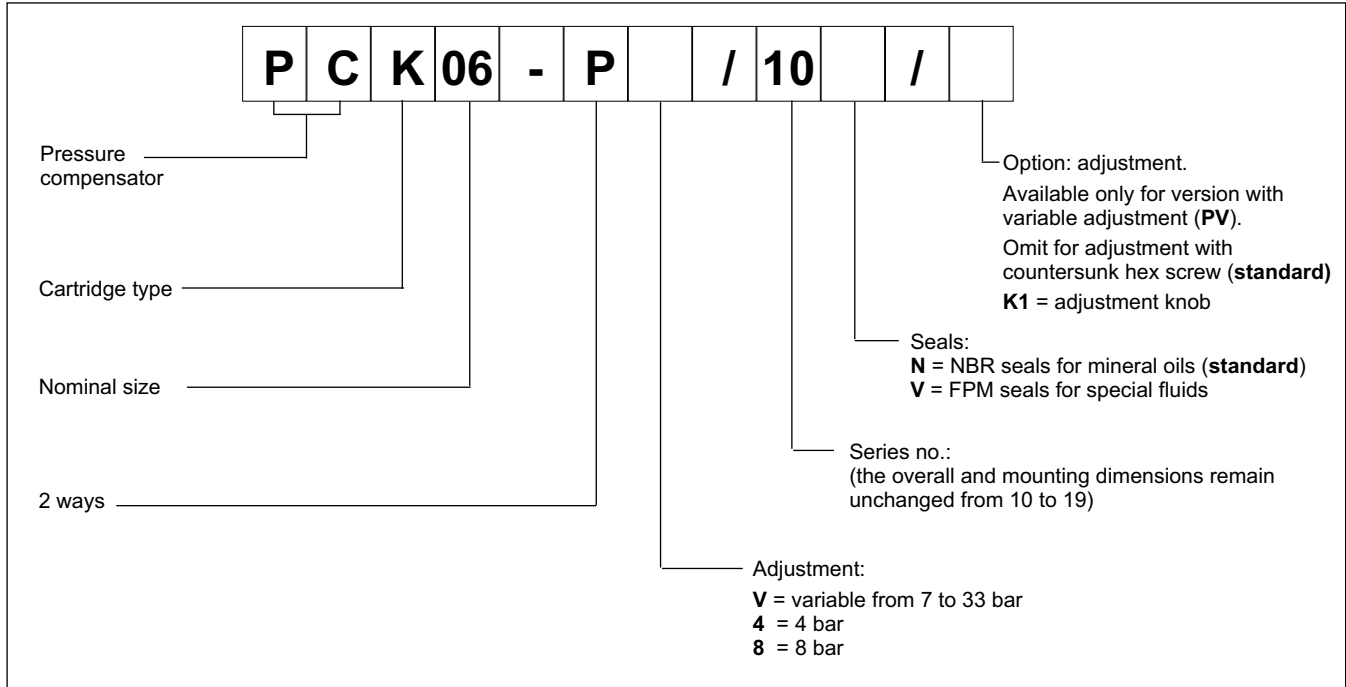 P C K 06 - P / 10 /
Pressure
compensator
Cartridge type
Nominal size
2 ways
Option: adjustment.
Available only for version with
variable adjustment (PV).
Omit for adjustment with
countersunk hex screw (standard)
K1 = adjustment knob
Seals:
N = NBR seals for mineral oils (standard)
V = FPM seals for special fluids
Series no.:
(the overall and mounting dimensions remain
unchanged from 10 to 19)
Adjustment:
V = variable from 7 to 33 bar
4 = 4 bar
8 = 8 bar